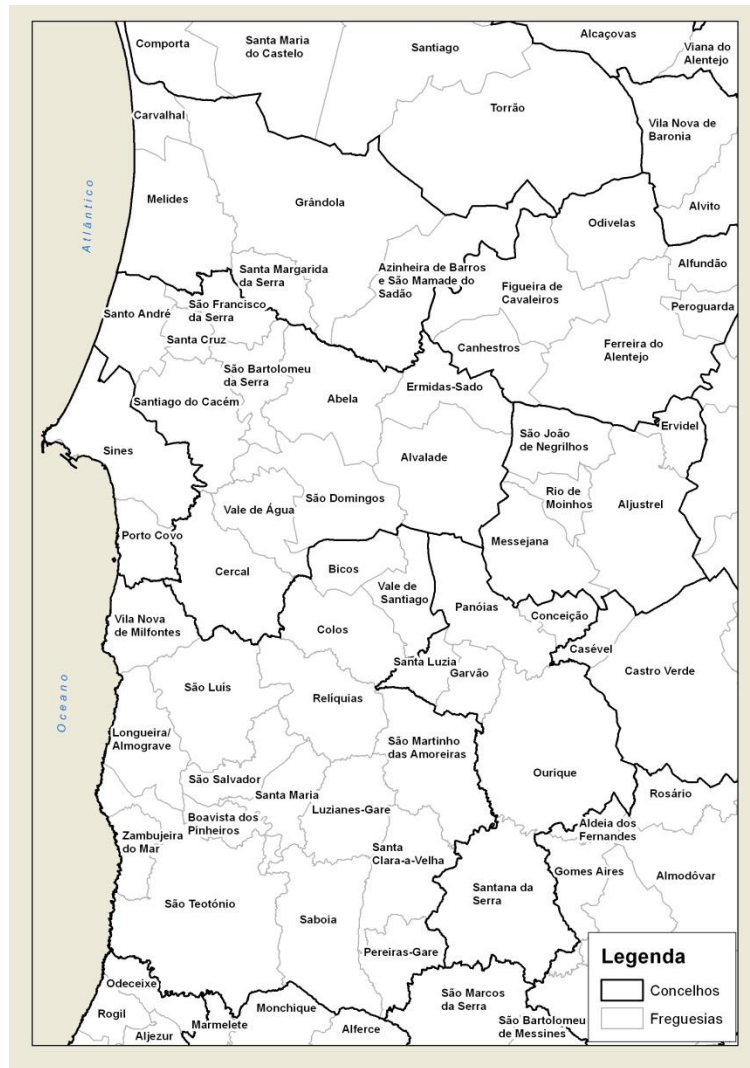 Comporta
Santa Maria
do Castelo
Santiago
Alcaçovas
Viana do
Alentejo
Carvalhal
Torrão
Vila Nova de
Baronia
Melides
Grândola
Alvito
Odivelas
Atlântico
Santa Margarida
da Serra
Azinheira de Barros
e São Mamade do
Sadão
Alfundão
Figueira de
Cavaleiros
Peroguarda
Santo André
São Francisco
da Serra
Santa Cruz
Canhestros
Ferreira do
Alentejo
São Bartolomeu
da Serra
Ermidas-Sado
Santiago do Cacém
Abela
Ervidel
São João
de Negrilhos
Sines
Alvalade
Rio de
Moinhos
Aljustrel
São Domingos
Vale de Água
Porto Covo
Messejana
Cercal
Bicos
Vale de
Santiago
Panóias
Conceição
Vila Nova
de Milfontes
Colos
Casével
Santa Luzia
Garvão
Castro Verde
São Luís
Relíquias
Oceano
Longueira/
Almograve
São Martinho
das Amoreiras
Ourique
São Salvador
Santa Maria
Rosário
Luzianes-Gare
Boavista dos
Pinheiros
Aldeia dos
Fernandes
Zambujeira
do Mar
Santa
Clara-a-Velha
Gomes Aires
Almodôvar
Santana da
Serra
São Teotónio
Saboia
Pereiras-Gare
Legenda
Concelhos
Freguesias
Odeceixe
São Marcos
da Serra
Rogil
Monchique
Marmelete
Alferce
São Bartolomeu
de Messines
Aljezur